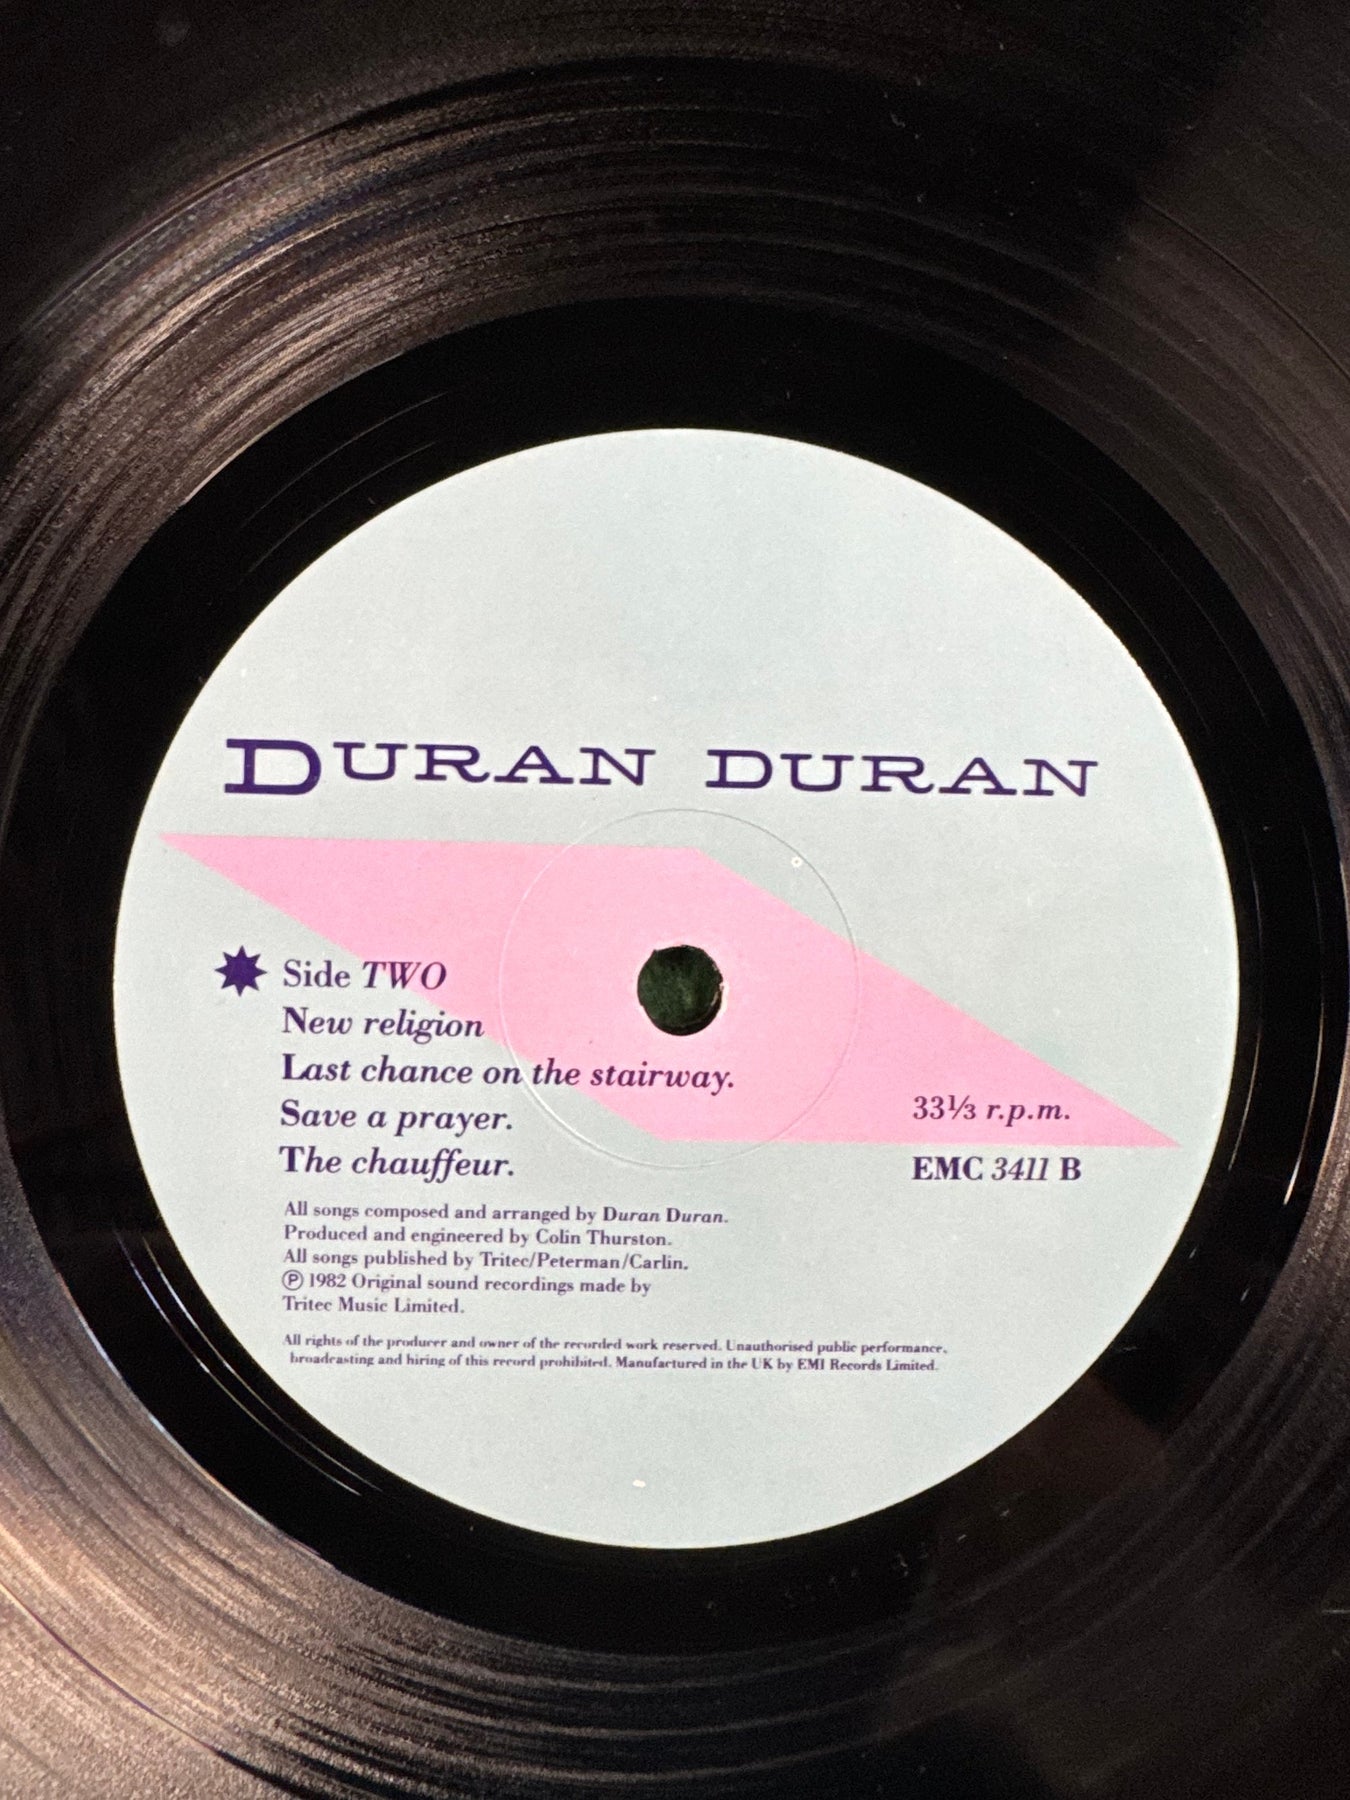 DURAN DURAN
Side TWO
New religion
Last chance on the stairway.
Save a prayer.
The chauffeur.
33⅓ r.p.m.
EMC 3411 B
All songs composed and arranged by Duran Duran.
Produced and engineered by Colin Thurston.
All songs published by Tritec/Peterman/Carlin.
℗ 1982 Original sound recordings made by
Tritec Music Limited.
All rights of the producer and owner of the recorded work reserved. Unauthorised public performance,
broadcasting and hiring of this record prohibited. Manufactured in the UK by EMI Records Limited.